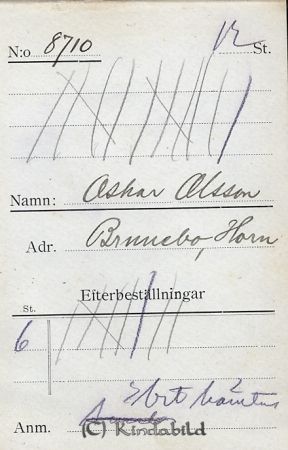 N:o 8710 12 St.
Namn: Oskar Olsson
Adr. Brunnebo, Horn
Efterbeställningar
St.
6
Anm.
(C) Kindabild